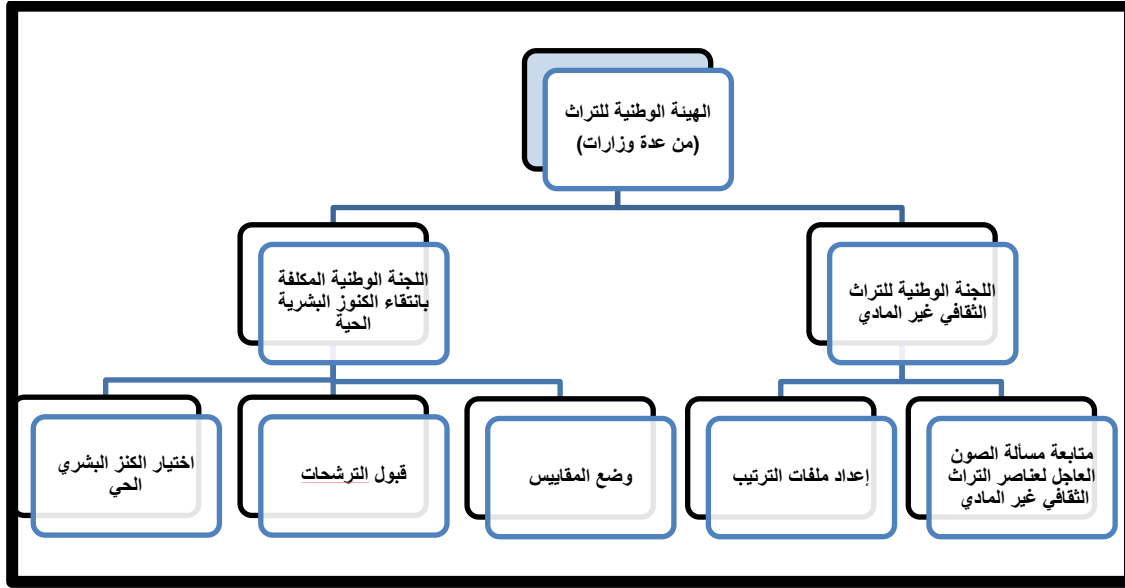 الهيئة الوطنية للتراث
(من عدة وزارات)
اللجنة الوطنية للتراث
الثقافي غير المادي
اللجنة الوطنية المكلفة
بانتقاء الكنوز البشرية
الحية
متابعة مسألة الصون
العاجل لعناصر التراث
الثقافي غير المادي
إعداد ملفات الترتيب
وضع المقاييس
قبول الترشحات
اختيار الكنز البشري
الحي